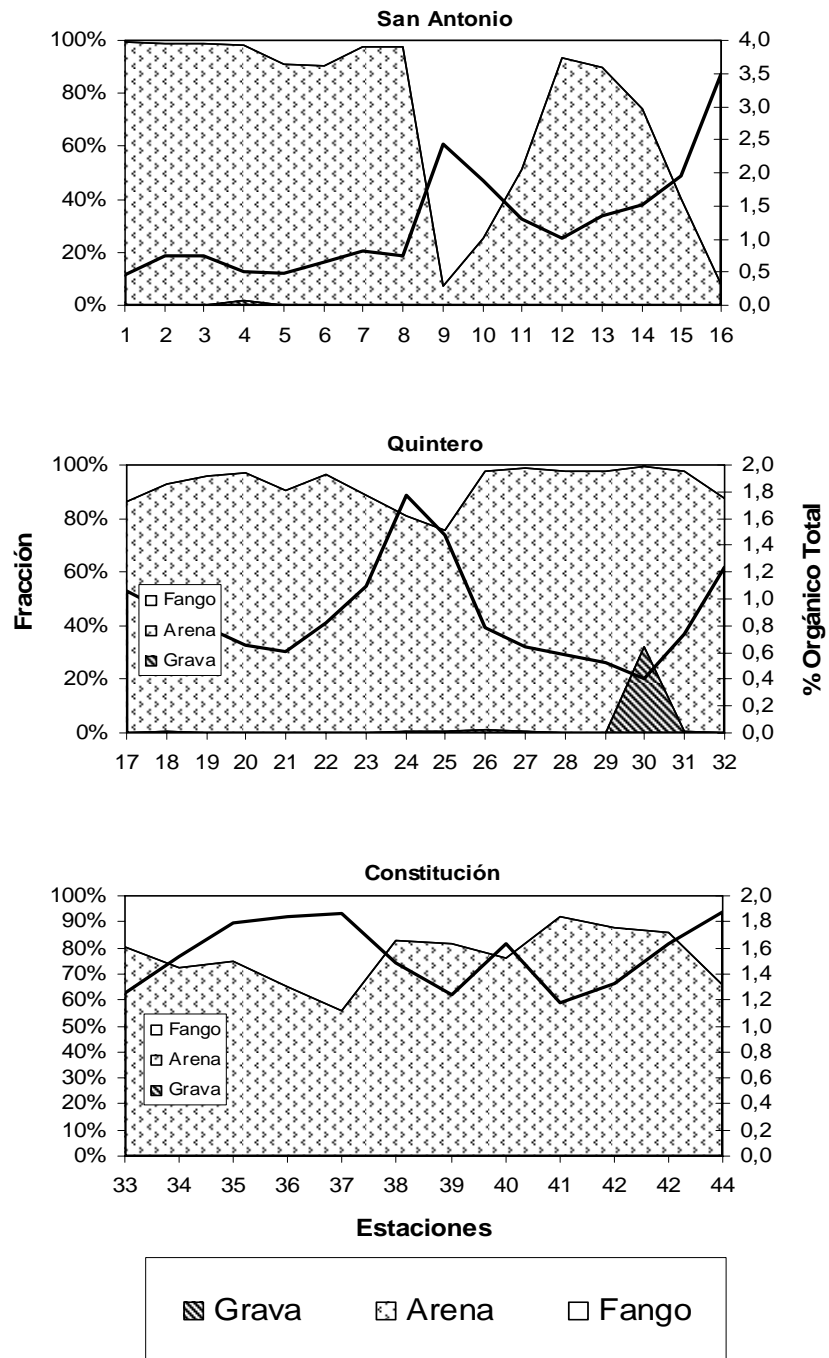 San Antonio
100% 80% 60% 40% 20% 0%
4,0 3,5 3,0 2,5 2,0 1,5 1,0 0,5 0,0
1 2 3 4 5 6 7 8 9 10 11 12 13 14 15 16
Quintero
Fracción
100% 80% 60% 40% 20% 0%
Fango
Arena
Grava
2,0 1,8 1,6 1,4 1,2 1,0 0,8 0,6 0,4 0,2 0,0
% Orgánico Total
17 18 19 20 21 22 23 24 25 26 27 28 29 30 31 32
Constitución
100% 90% 80% 70% 60% 50% 40% 30% 20% 10% 0%
Fango
Arena
Grava
2,0 1,8 1,6 1,4 1,2 1,0 0,8 0,6 0,4 0,2 0,0
33 34 35 36 37 38 39 40 41 42 42 44
Estaciones
Grava Arena Fango